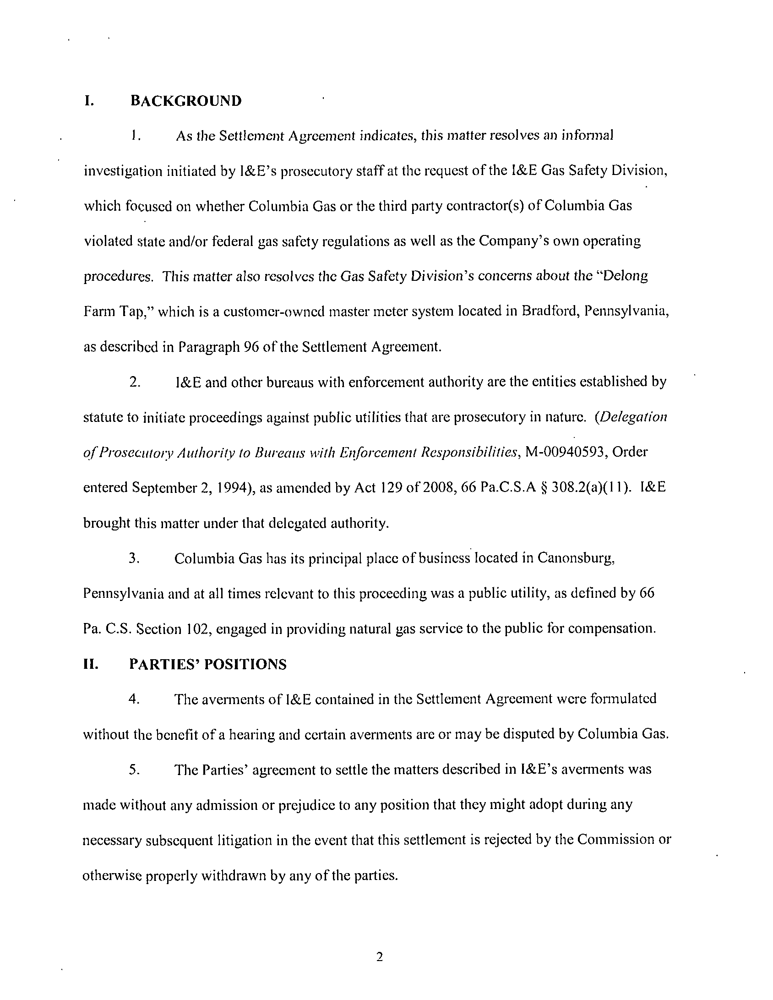 I. BACKGROUND
1. As the Settlement Agreement indicates, this matter resolves an informal
investigation initiated by I&E's prosecutory staff at the request of the I&E Gas Safety Division,
which focused on whether Columbia Gas or the third party contractor(s) of Columbia Gas
violated state and/or federal gas safety regulations as well as the Company's own operating
procedures. This matter also resolves the Gas Safety Division's concerns about the “Delong
Farm Tap,” which is a customer-owned master meter system located in Bradford, Pennsylvania,
as described in Paragraph 96 of the Settlement Agreement.
2. I&E and other bureaus with enforcement authority are the entities established by
statute to initiate proceedings against public utilities that are prosecutory in nature. (Delegation
of Prosecutory Authority to Bureaus with Enforcement Responsibilities, M-00940593, Order
entered September 2, 1994), as amended by Act 129 of 2008, 66 Pa.C.S.A § 308.2(a)(11). I&E
brought this matter under that delegated authority.
3. Columbia Gas has its principal place of business located in Canonsburg,
Pennsylvania and at all times relevant to this proceeding was a public utility, as defined by 66
Pa. C.S. Section 102, engaged in providing natural gas service to the public for compensation.
II. PARTIES' POSITIONS
4. The averments of I&E contained in the Settlement Agreement were formulated
without the benefit of a hearing and certain averments are or may be disputed by Columbia Gas.
5. The Parties' agreement to settle the matters described in I&E's averments was
made without any admission or prejudice to any position that they might adopt during any
necessary subsequent litigation in the event that this settlement is rejected by the Commission or
otherwise properly withdrawn by any of the parties.
2